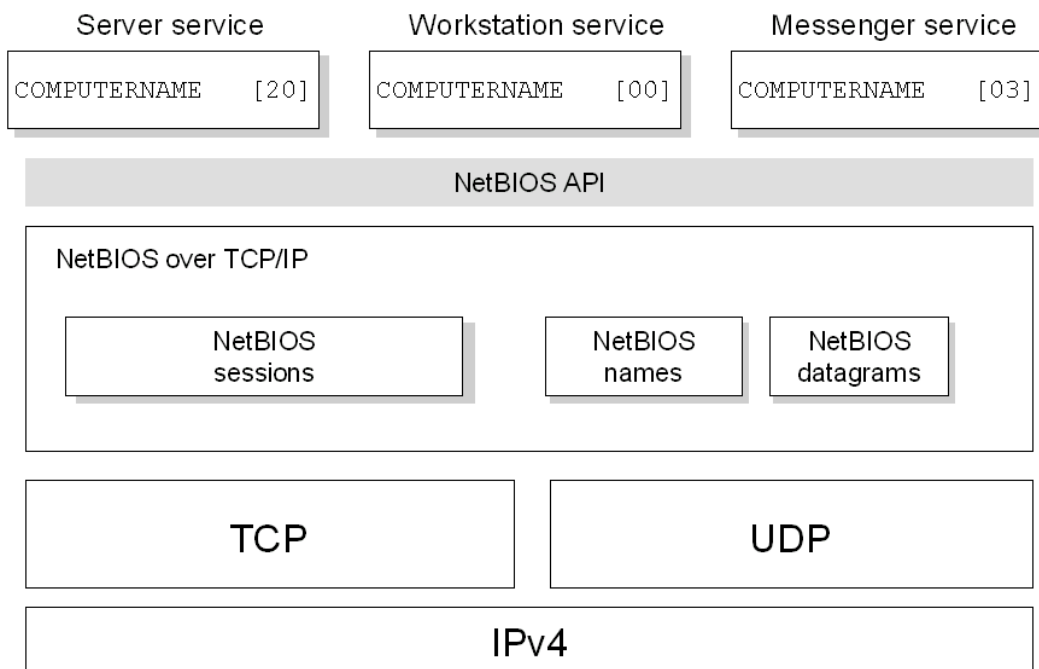 Server service
Workstation service
Messenger service
COMPUTERNAME [20]
COMPUTERNAME [00]
COMPUTERNAME [03]
NetBIOS API
NetBIOS over TCP/IP
NetBIOS
sessions
NetBIOS
names
NetBIOS
datagrams
TCP
UDP
IPv4